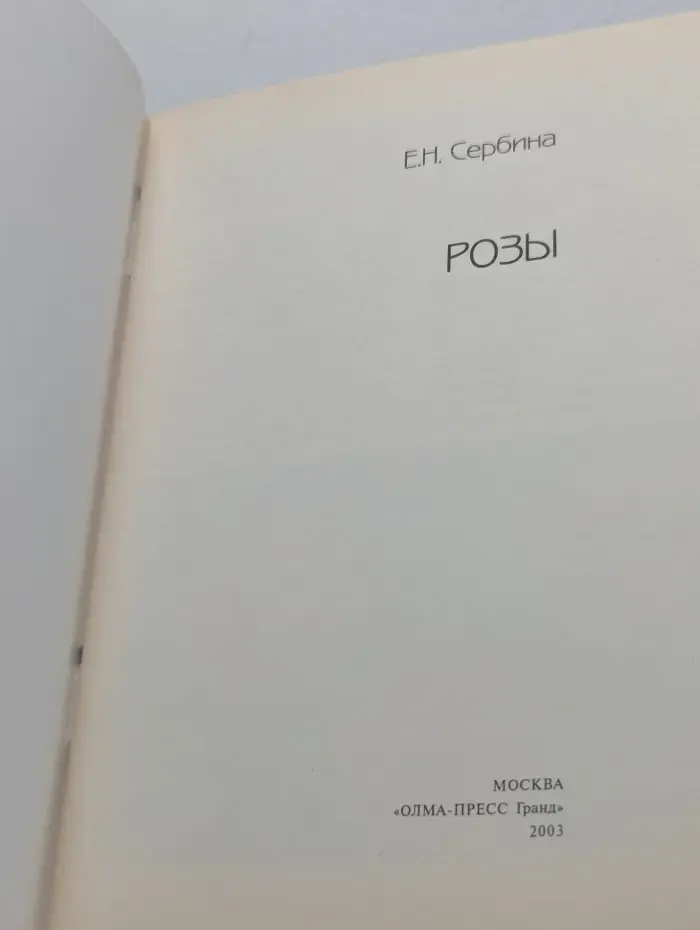 Е.Н. Сербина
РОЗЫ
МОСКВА
«ОЛМА-ПРЕСС Гранд»
2003